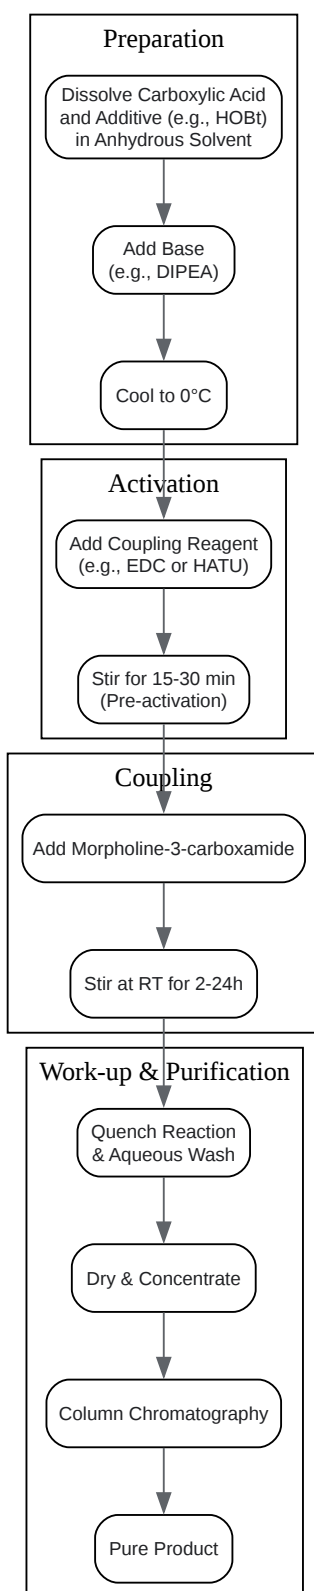 Preparation
Dissolve Carboxylic Acid
and Additive (e.g., HOBt)
in Anhydrous Solvent
Add Base
(e.g., DIPEA)
Cool to 0°C
Activation
Add Coupling Reagent
(e.g., EDC or HATU)
Stir for 15-30 min
(Pre-activation)
Coupling
Add Morpholine-3-carboxamide
Stir at RT for 2-24h
Work-up & Purification
Quench Reaction
& Aqueous Wash
Dry & Concentrate
Column Chromatography
Pure Product